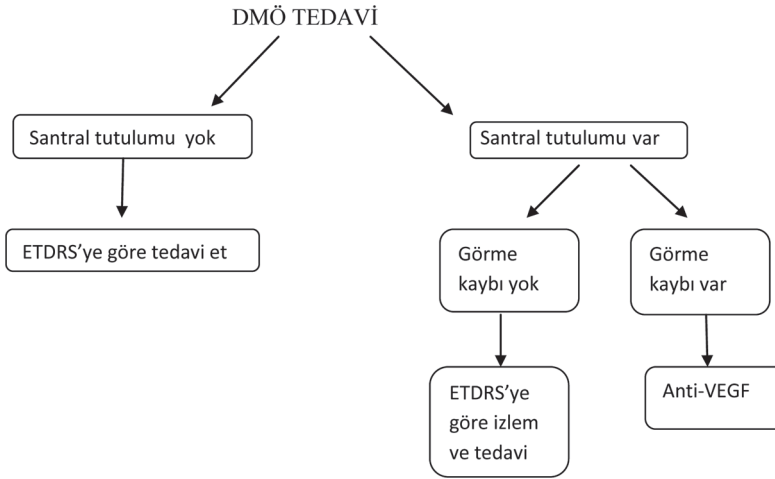 DMÖ TEDAVİ
Santral tutulumu yok
Santral tutulumu var
ETDRS’ye göre tedavi et
Görme
kaybı yok
Görme
kaybı var
ETDRS’ye
göre izlem
ve tedavi
Anti-VEGF